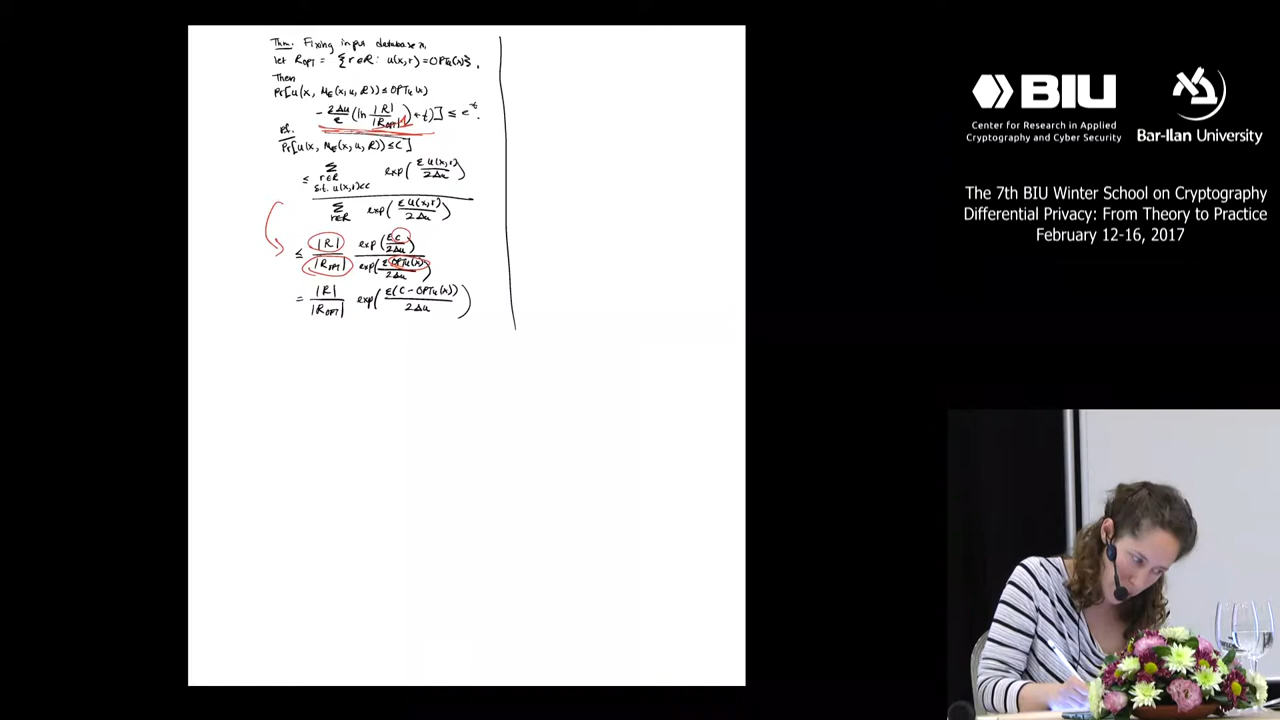 Thm. Fixing input database x,
let R_OPT = {r∈R: u(x,r)=OPT_u(x)}.
Then
Pr[u(x, M_E(x,u,R)) ≤ OPT_u(x)
- 2Δu/ε (ln |R|/|R_OPT| + t)] ≤ e^-t.
Pf.
Pr[u(x, M_E(x,u,R)) ≤ C]
≤ Σ_{r∈R s.t. u(x,r)<c} exp(ε u(x,r)/2Δu)
Σ_{r∈R} exp(ε u(x,r)/2Δu)
≤ |R|/|R_OPT| exp(εC/2Δu)/exp(ε OPT_u(x)/2Δu)
= |R|/|R_OPT| exp(ε(C-OPT_u(x))/2Δu)
BIU
Center for Research in Applied
Cryptography and Cyber Security
Bar-Ilan University
The 7th BIU Winter School on Cryptography
Differential Privacy: From Theory to Practice
February 12-16, 2017